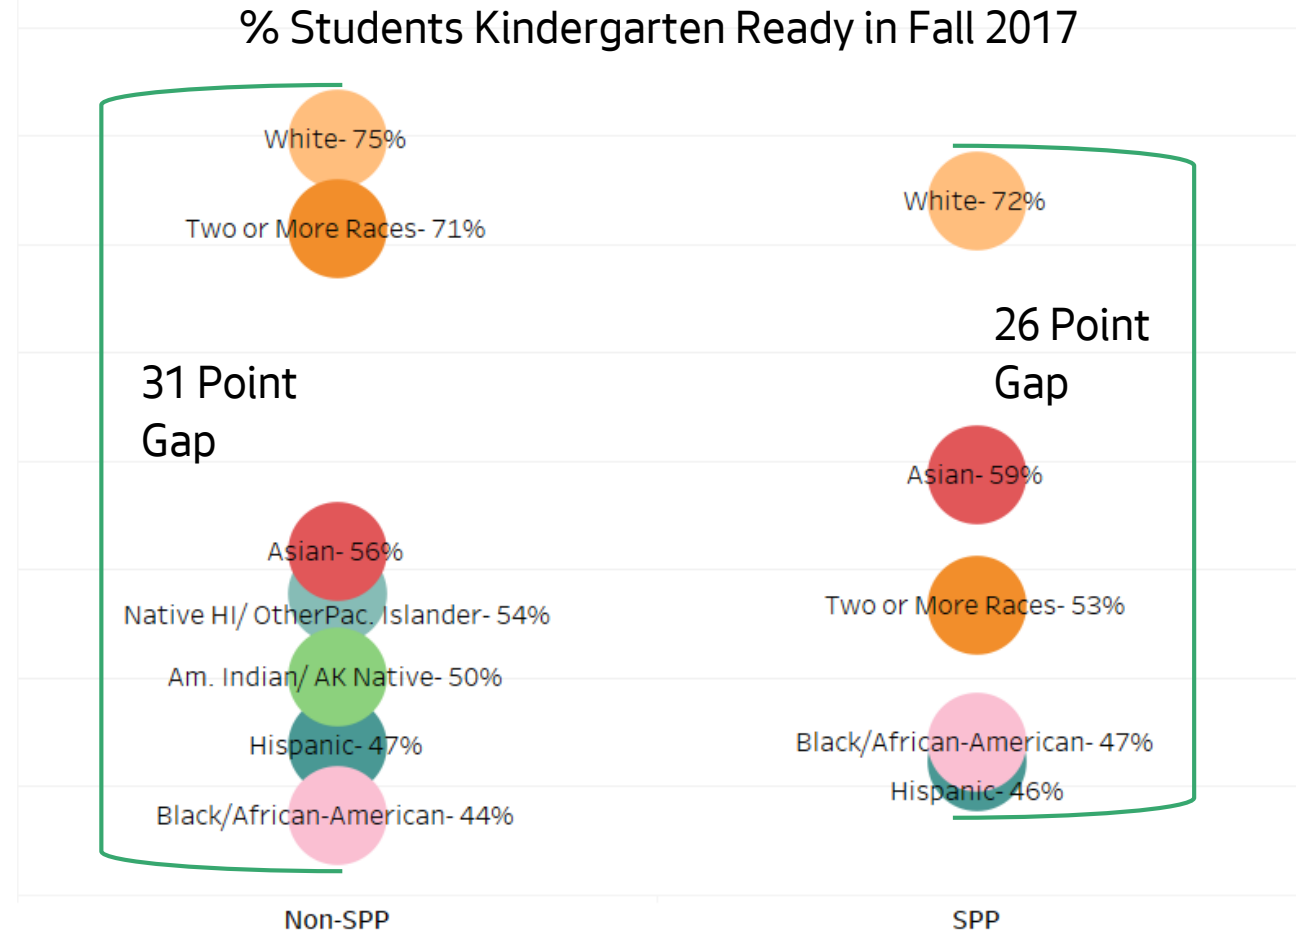 % Students Kindergarten Ready in Fall 2017
White- 75%
Two or More Races- 71%
31 Point
Gap
Asian- 56%
Native HI/ OtherPac. Islander- 54%
Am. Indian/ AK Native- 50%
Hispanic- 47%
Black/African-American- 44%
Non-SPP
White- 72%
26 Point
Gap
Asian- 59%
Two or More Races- 53%
Black/African-American- 47%
Hispanic- 46%
SPP